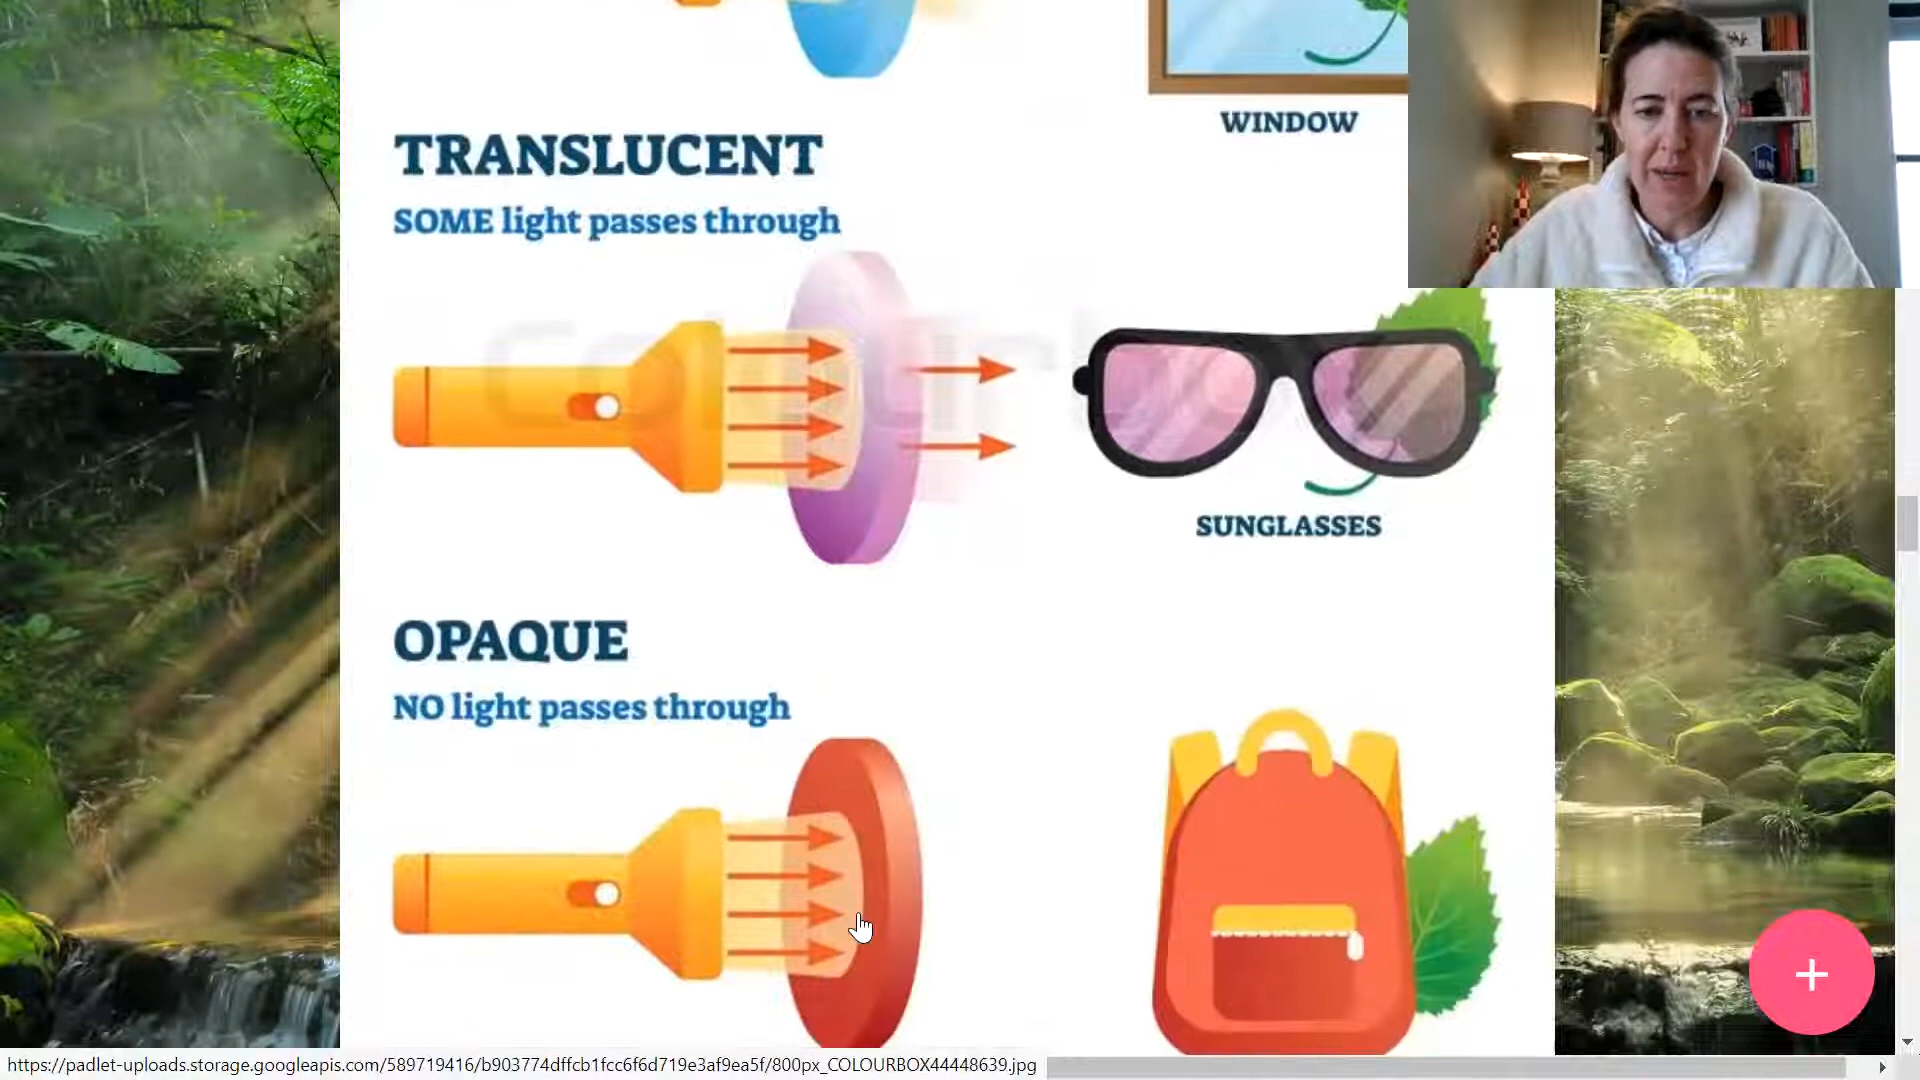 WINDOW
TRANSLUCENT
SOME light passes through
colourbox
SUNGLASSES
OPAQUE
NO light passes through
+
https://padlet-uploads.storage.googleapis.com/589719416/b903774dffcb1fcc6f6d719e3af9ea5f/800px_COLOURBOX44448639.jpg